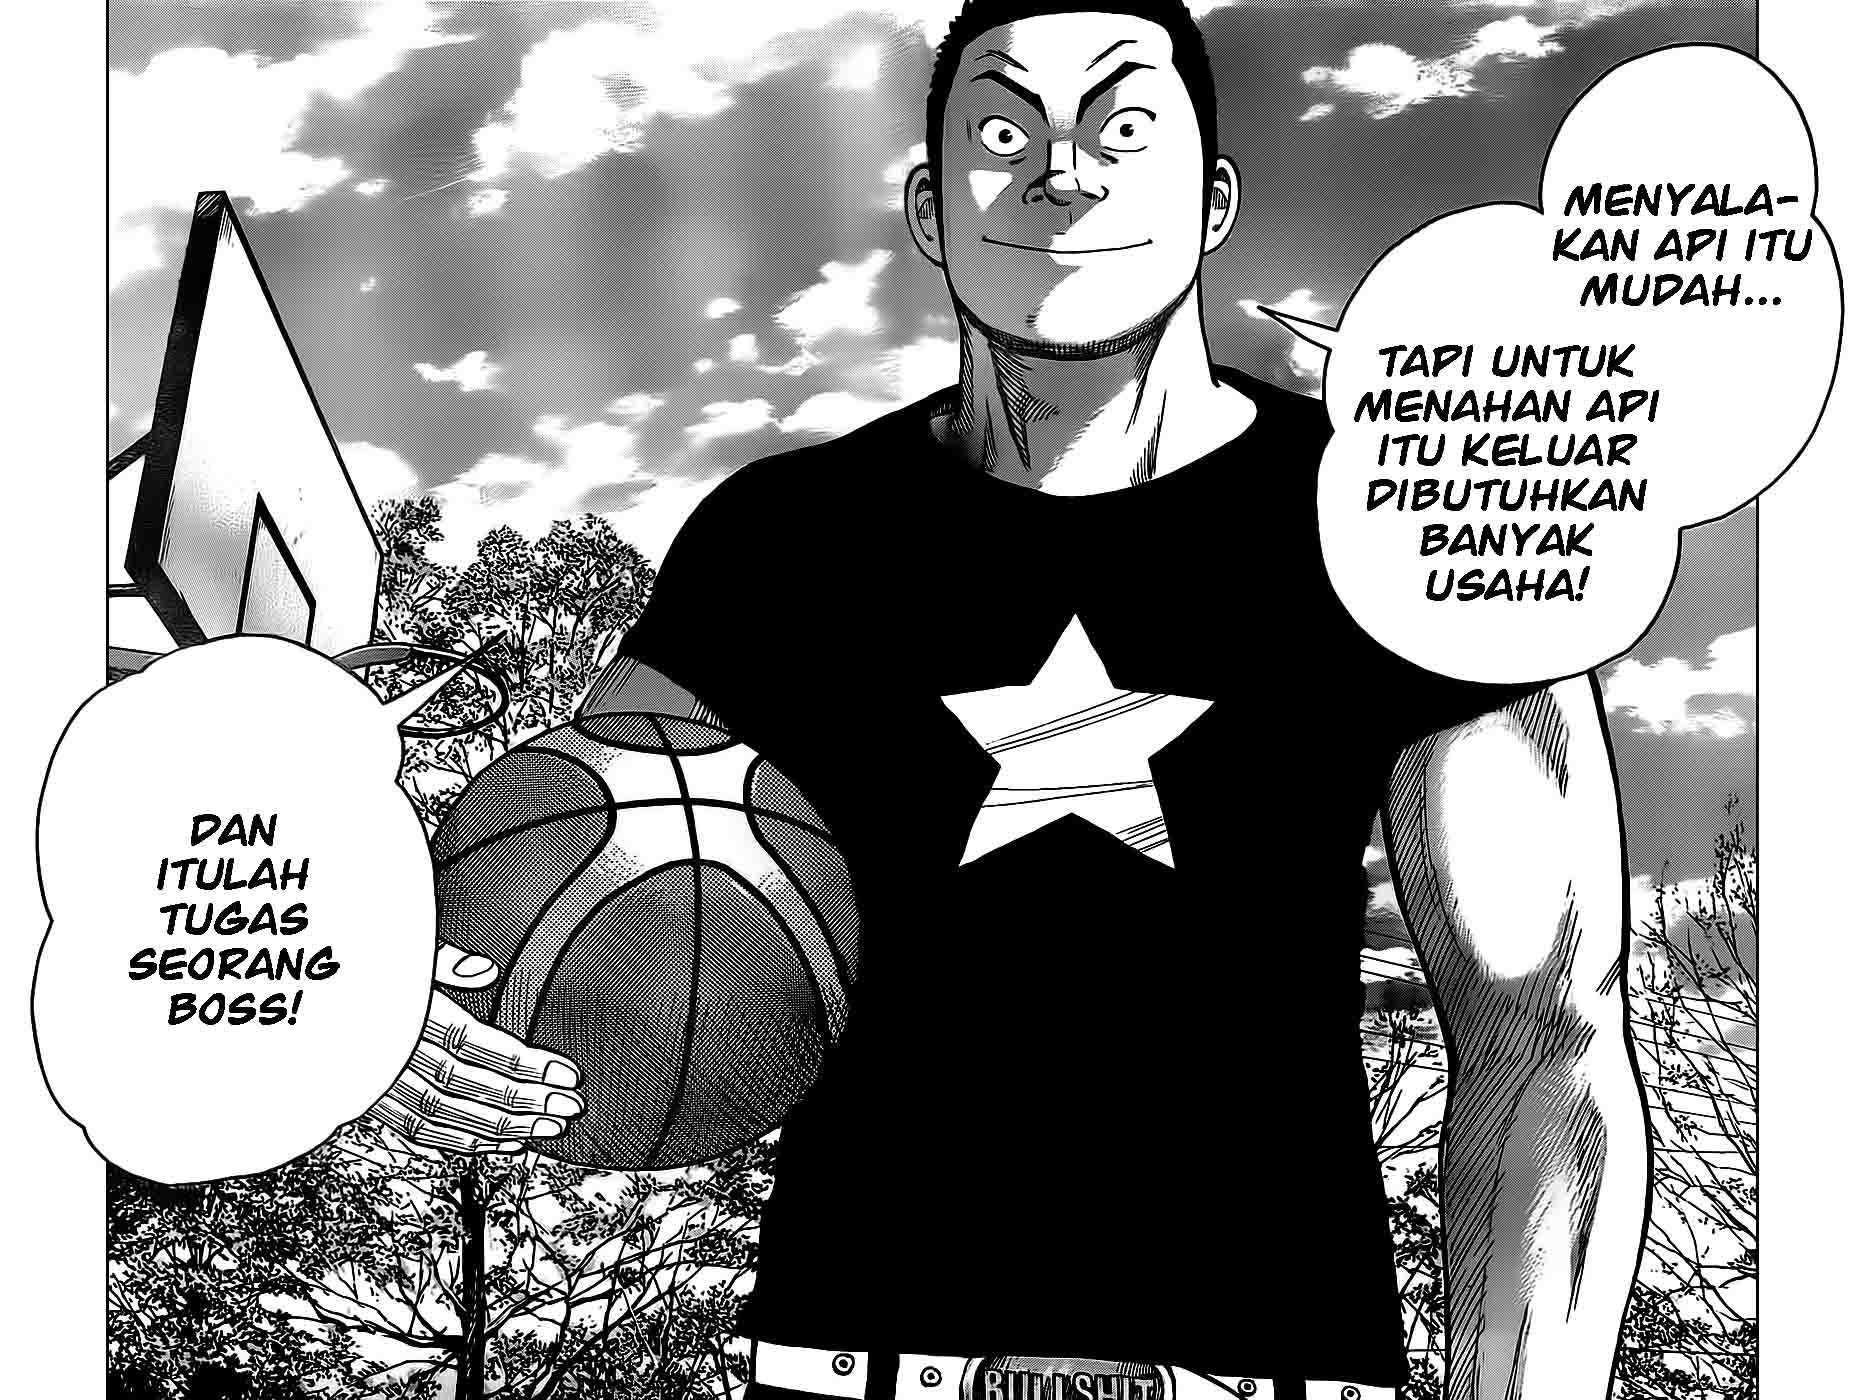 MENYALA-
KAN API ITU
MUDAH...
TAPI UNTUK
MENAHAN API
ITU KELUAR
DIBUTUHKAN
BANYAK
USAHA!
DAN
ITULAH
TUGAS
SEORANG
BOSS!
BULLSHIT